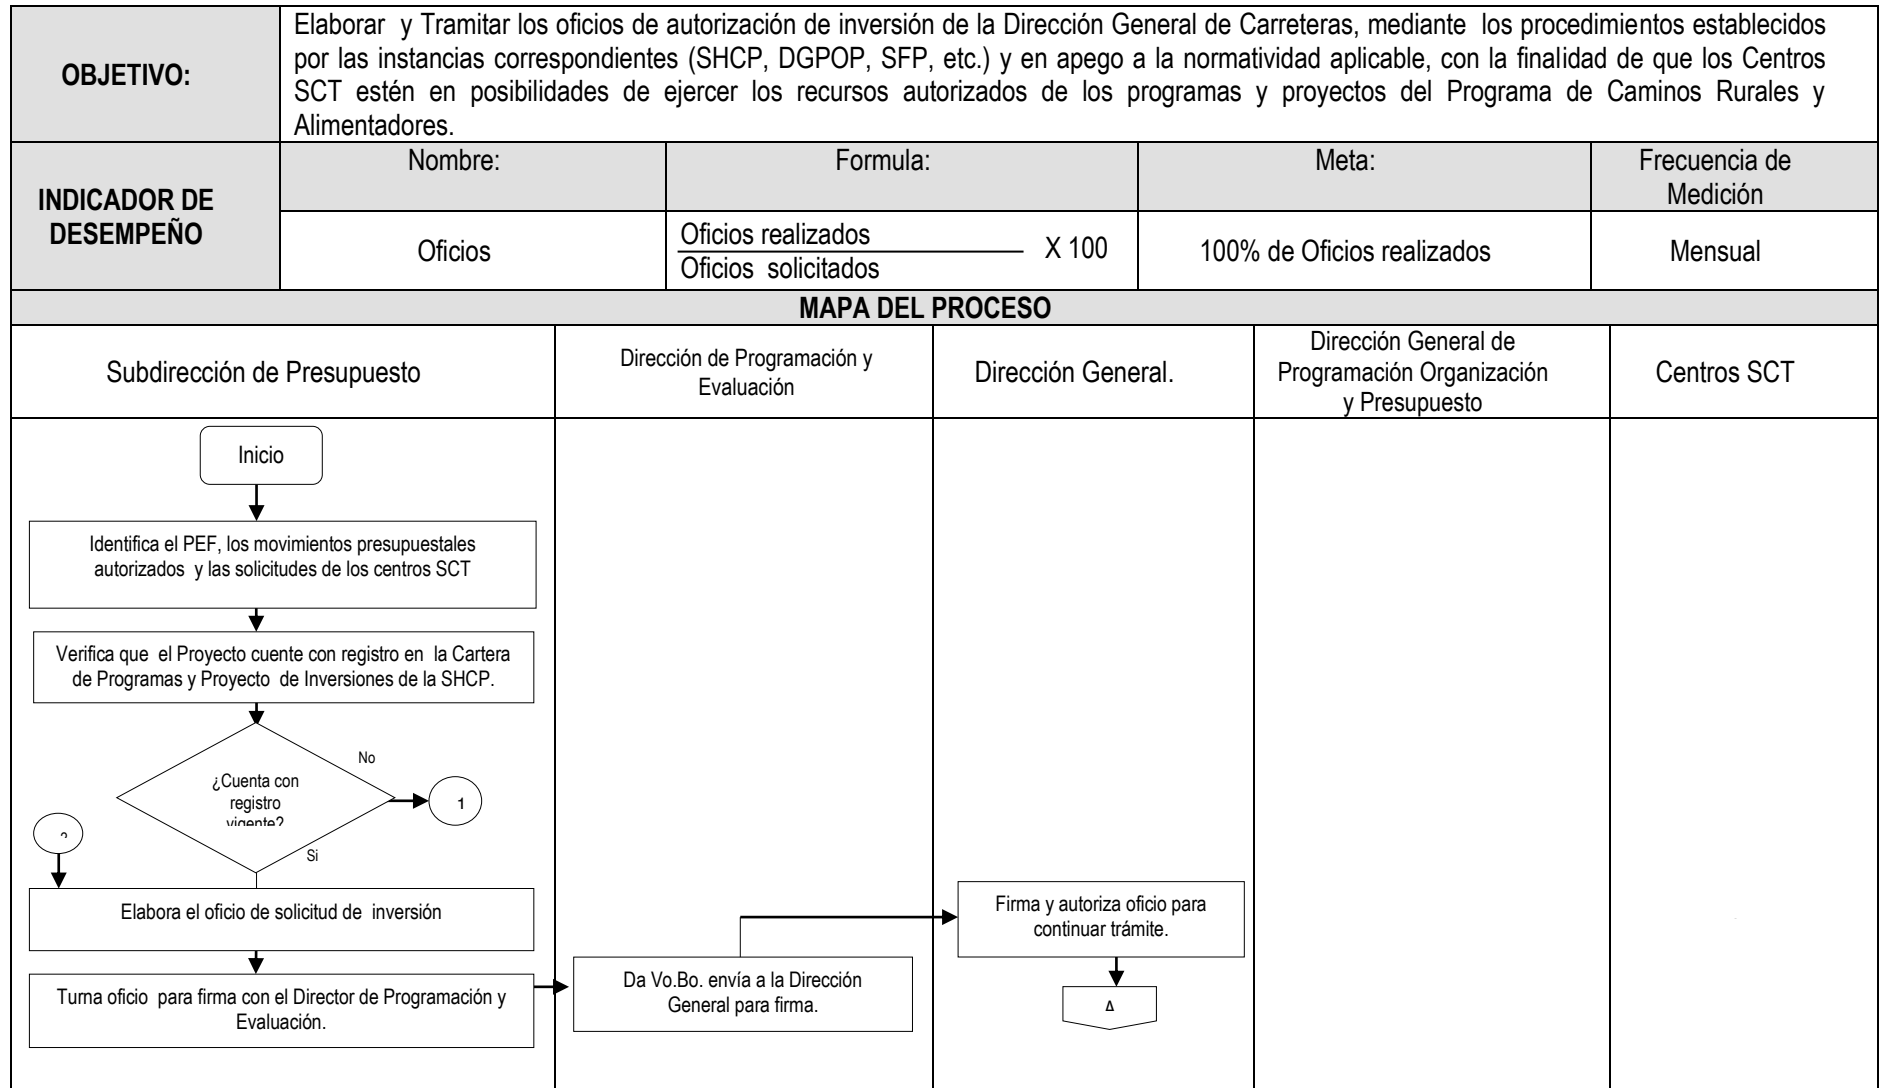 OBJETIVO:
Elaborar y Tramitar los oficios de autorización de inversión de la Dirección General de Carreteras, mediante los procedimientos establecidos
por las instancias correspondientes (SHCP, DGPOP, SFP, etc.) y en apego a la normatividad aplicable, con la finalidad de que los Centros
SCT estén en posibilidades de ejercer los recursos autorizados de los programas y proyectos del Programa de Caminos Rurales y
Alimentadores.
INDICADOR DE
DESEMPEÑO
Nombre:
Formula:
Meta:
Frecuencia de
Medición
Oficios
Oficios realizados
Oficios solicitados
X 100
100% de Oficios realizados
Mensual
MAPA DEL PROCESO
Subdirección de Presupuesto
Dirección de Programación y
Evaluación
Dirección General.
Dirección General de
Programación Organización
y Presupuesto
Centros SCT
Inicio
Identifica el PEF, los movimientos presupuestales
autorizados y las solicitudes de los centros SCT
Verifica que el Proyecto cuente con registro en la Cartera
de Programas y Proyecto de Inversiones de la SHCP.
¿Cuenta con
registro
vigente?
No
1
2
Si
Elabora el oficio de solicitud de inversión
Turna oficio para firma con el Director de Programación y
Evaluación.
Da Vo.Bo. envía a la Dirección
General para firma.
Firma y autoriza oficio para
continuar trámite.
A